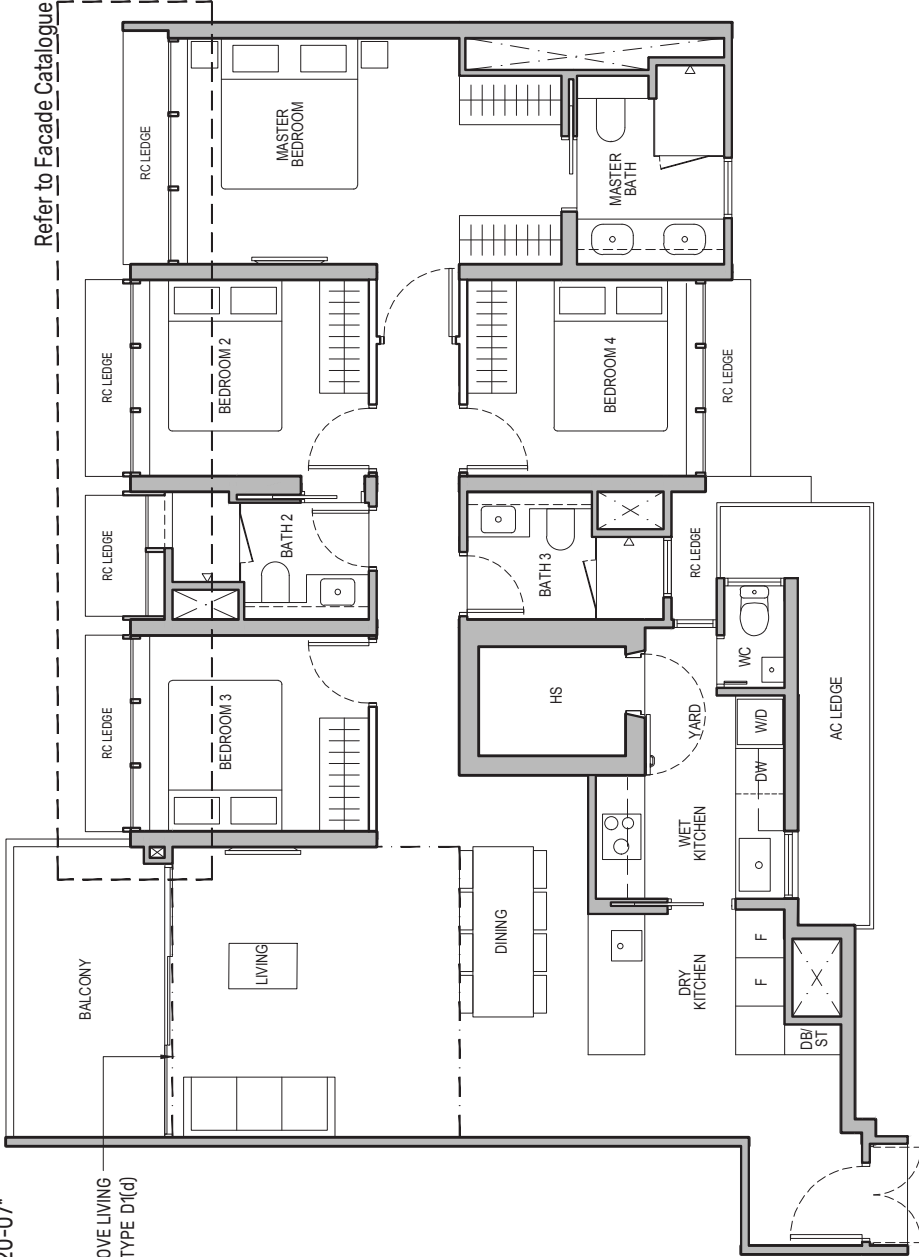 Refer to Facade Catalogue
RC LEDGE
MASTER
BEDROOM
MASTER
BATH
RC LEDGE
BEDROOM 2
BEDROOM 4
RC LEDGE
RC LEDGE
BATH 2
BATH 3
RC LEDGE
RC LEDGE
BEDROOM 3
HS
YARD
WC
W/D
DW
AC LEDGE
WET
KITCHEN
BALCONY
LIVING
DINING
DRY
KITCHEN
F
F
DB/
ST
20-07"
OVE LIVING
TYPE D1(d)